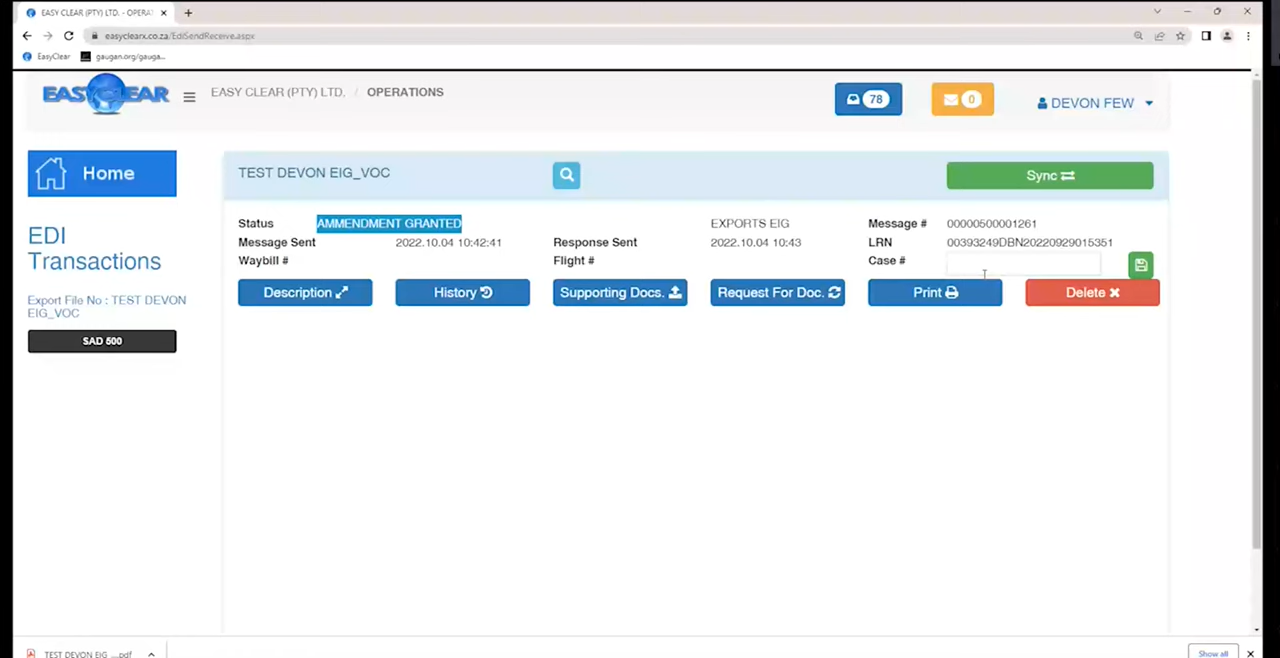 EASY CLEAR (PTY) LTD. - OPERAT
easyclearx.co.za/EdiSendReceive.aspx
EasyClear gaugan.org/gauga...
EASYCLEAR EASY CLEAR (PTY) LTD. / OPERATIONS 78 0 DEVON FEW
Home
TEST DEVON EIG_VOC Sync
EDI
Transactions
Export File No : TEST DEVON
EIG_VOC
SAD 500
Status AMMENDMENT GRANTED EXPORTS EIG Message # 00000500001261
Message Sent 2022.10.04 10:42:41 Response Sent 2022.10.04 10:43 LRN 00393249DBN20220929015351
Waybill # Flight # Case #
Description History Supporting Docs. Request For Doc. Print Delete
TEST DEVON EIG_....pdf Show all